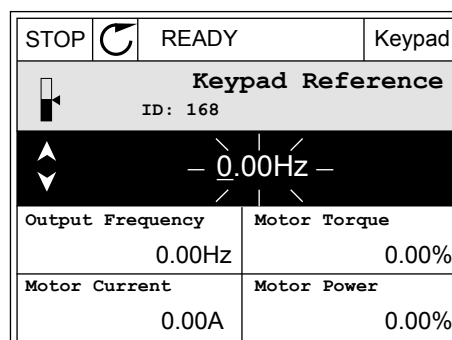 STOP READY Keypad
Keypad Reference
ID: 168
0.00Hz
Output Frequency Motor Torque
0.00Hz 0.00%
Motor Current Motor Power
0.00A 0.00%